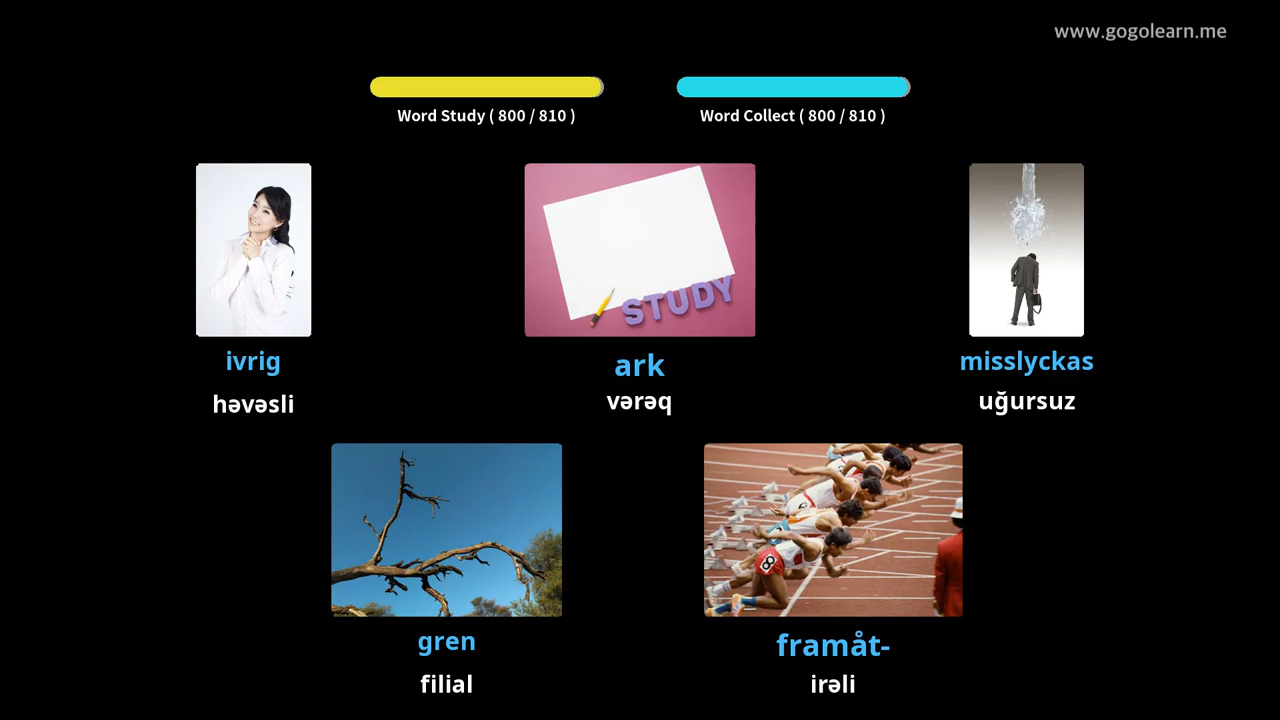 www.gogolearn.me
Word Study ( 800 / 810 )
Word Collect ( 800 / 810 )
STUDY
ivrig
həvəsli
ark
vərəq
misslyckas
uğursuz
8
gren
filial
framåt-
irəli